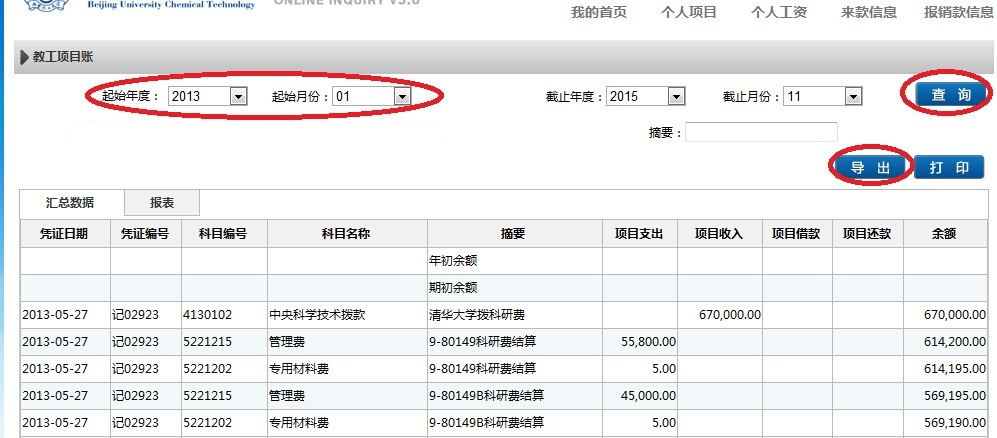 Beijing University Chemical Technology
ONLINE INQUIRY V3.0
我的首页 个人项目 个人工资 来款信息 报销款信息
教工项目账
起始年度： 2013 起始月份： 01 截止年度： 2015 截止月份： 11 查 询
摘要：
导 出 打 印
汇总数据 报表
凭证日期 凭证编号 科目编号 科目名称 摘要 项目支出 项目收入 项目借款 项目还款 余额
年初余额
期初余额
2013-05-27 记02923 4130102 中央科学技术拨款 清华大学拨科研费 670,000.00 670,000.00
2013-05-27 记02923 5221215 管理费 9-80149科研费结算 55,800.00 614,200.00
2013-05-27 记02923 5221202 专用材料费 9-80149科研费结算 5.00 614,195.00
2013-05-27 记02923 5221215 管理费 9-80149B科研费结算 45,000.00 569,195.00
2013-05-27 记02923 5221202 专用材料费 9-80149B科研费结算 5.00 569,190.00